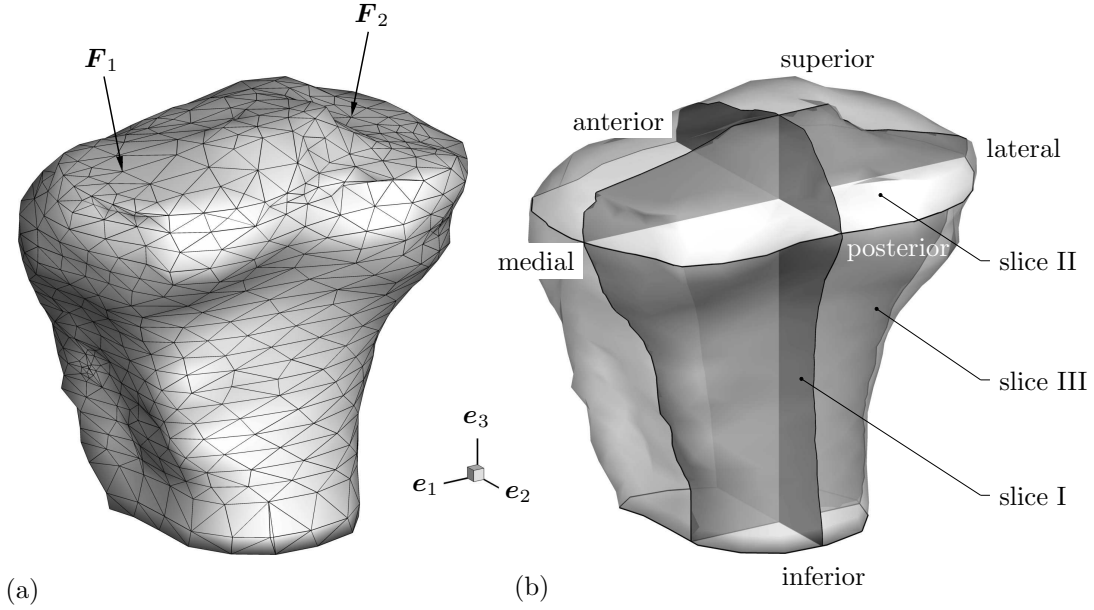 F1
F2
e3
e1
e2
(a)
superior
anterior
lateral
medial
posterior
slice II
slice III
slice I
inferior
(b)